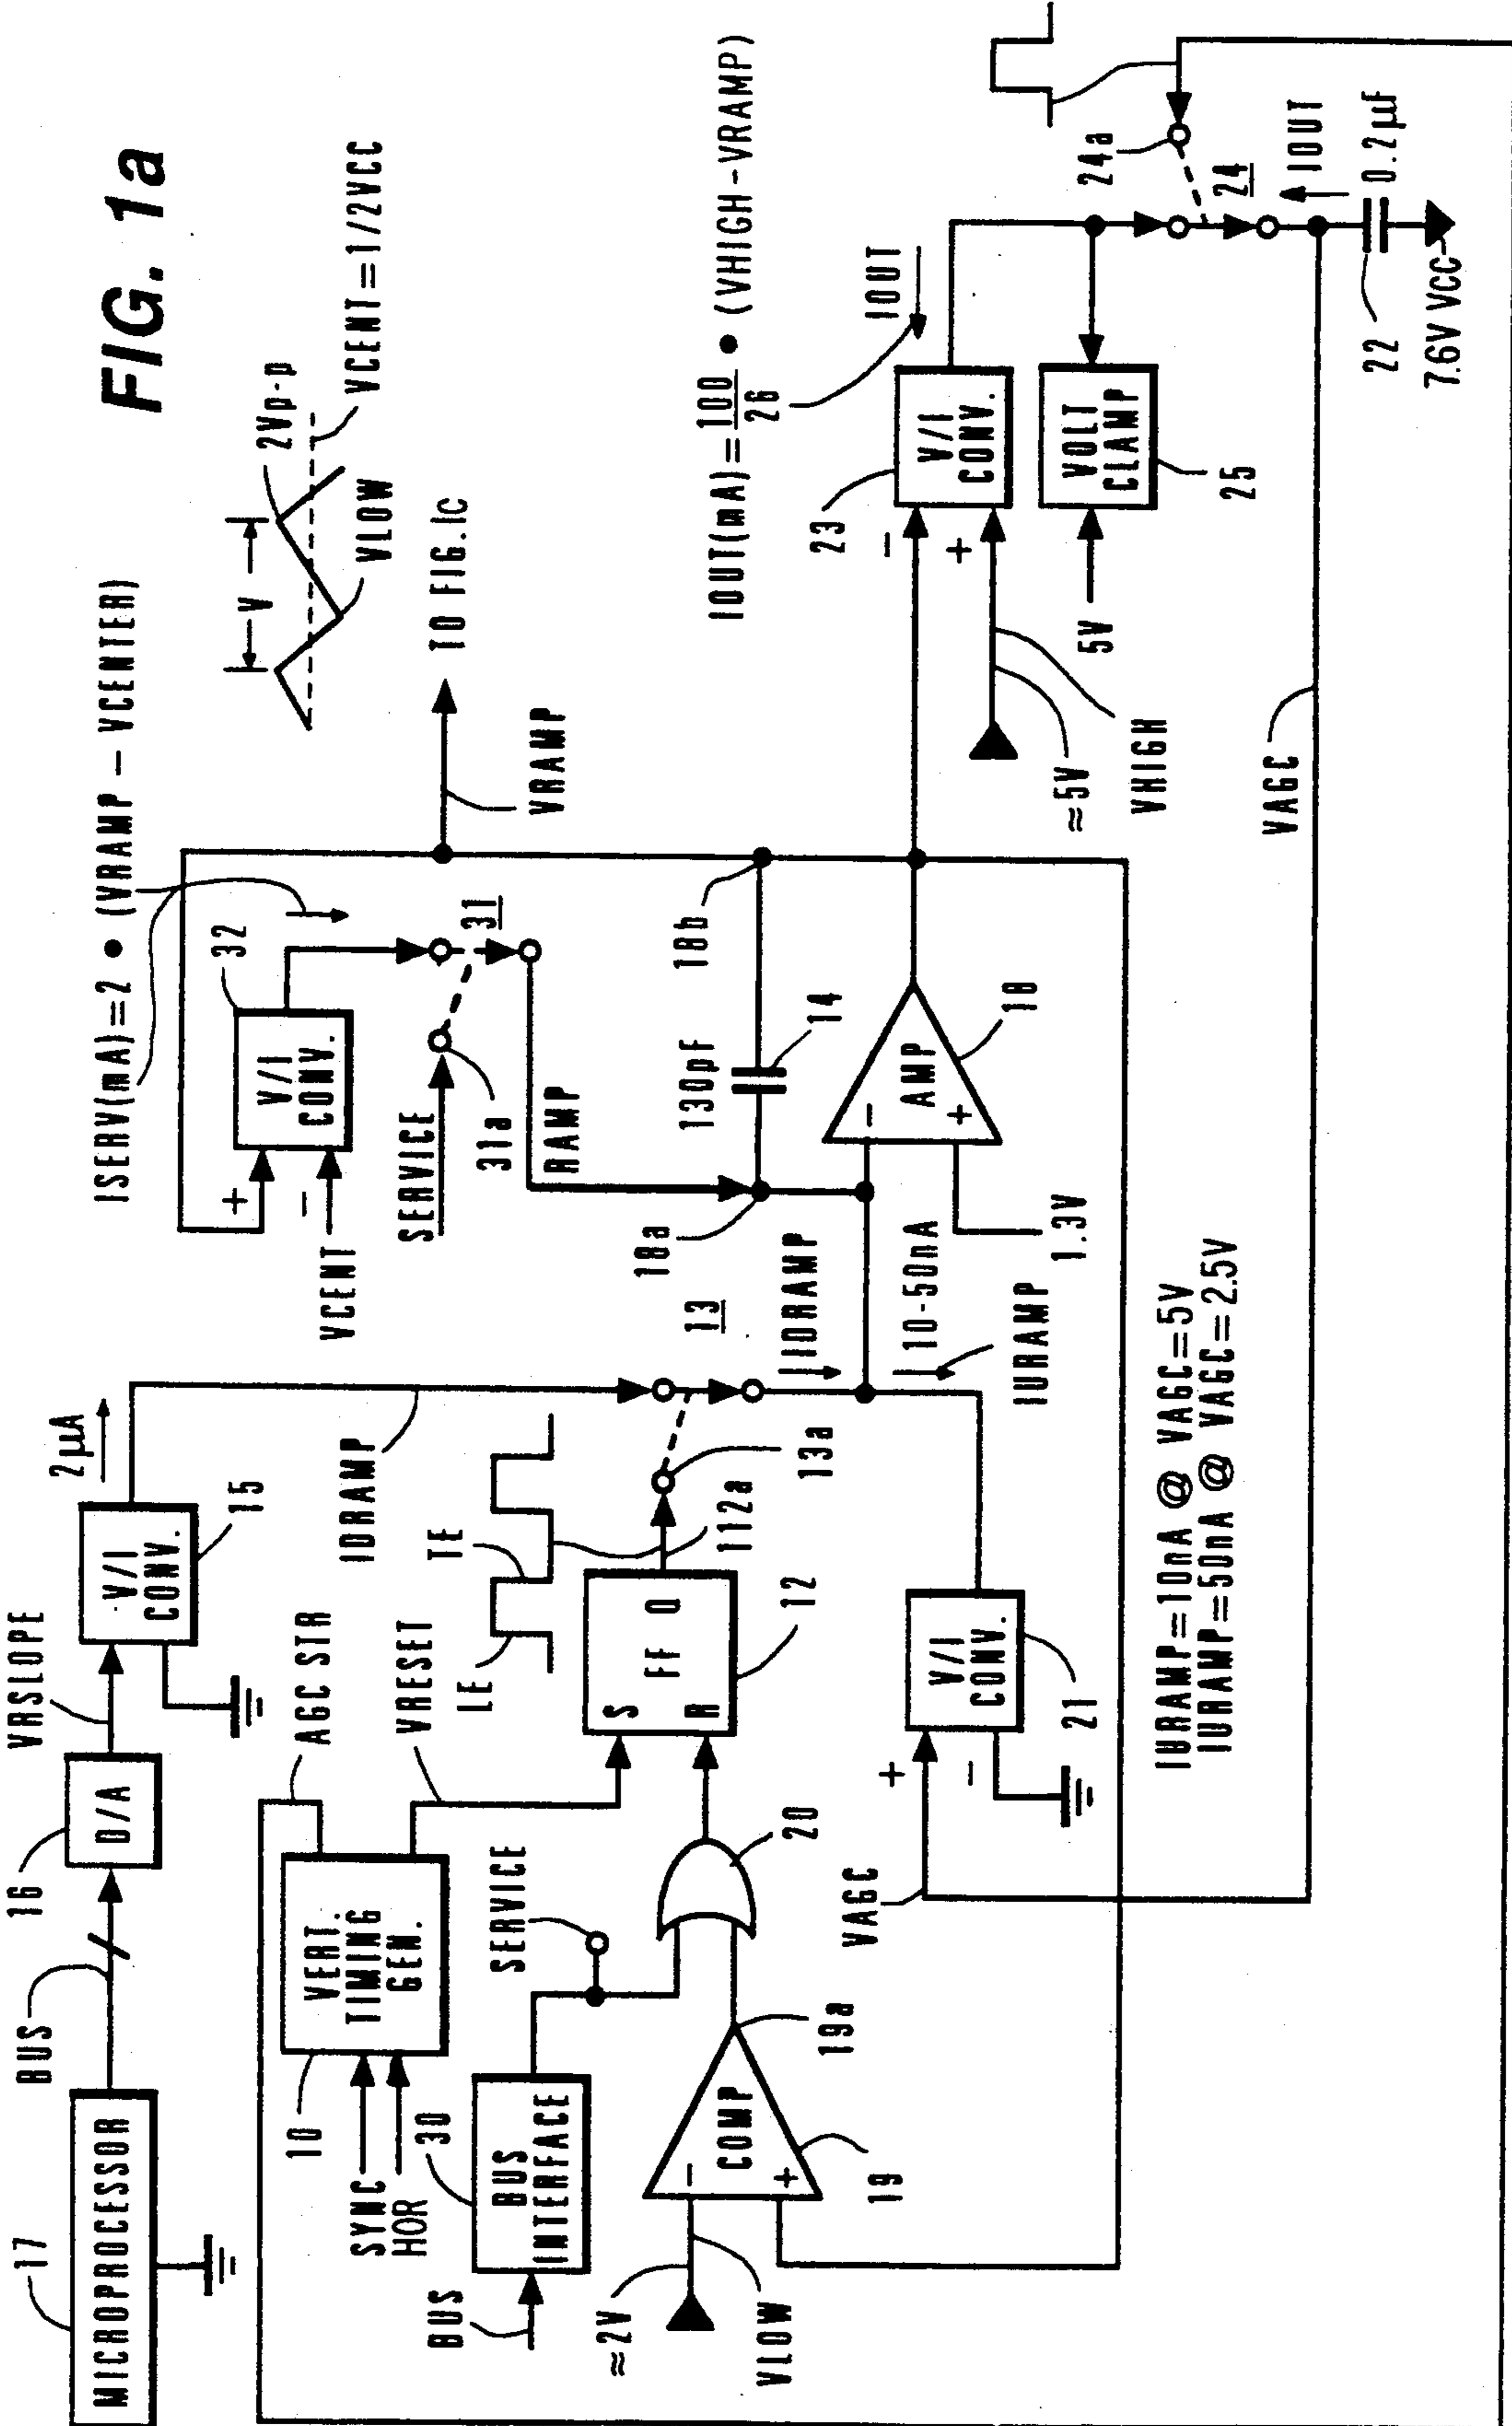 FIG. 1a
17
MICROPROCESSOR
BUS
16
D/A
VRSLOPE
V/I
CONV.
15
2µA
ISERV(mA)=2 • (VRAMP – VCENTER)
V
2Vp-p
VCENT=1/2VCC
VLOW
10
SYNC
HOR
VERT.
TIMING
GEN.
AGC STR
VRESET
LE
TE
IDRAMP
VCENT
+
−
V/I
CONV.
32
SERVICE
31a
31
RAMP
VRAMP
TO FIG.1C
BUS
30
BUS
INTERFACE
SERVICE
S
FF Q
R
12
112a
13a
13
18a
130pF
14
18b
≈2V
VLOW
−
COMP
+
19
19a
20
IDRAMP
10-50nA
IURAMP
−
AMP
+
18
1.3V
IOUT(mA)=100/26 • (VHIGH-VRAMP)
IOUT
23
−
+
V/I
CONV.
≈5V
VHIGH
5V
VOLT
CLAMP
25
VAGC
+
−
V/I
CONV.
21
IURAMP=10nA @ VAGC=5V
IURAMP=50nA @ VAGC=2.5V
VAGC
24a
24
IOUT
22
0.2µF
7.6V VCC